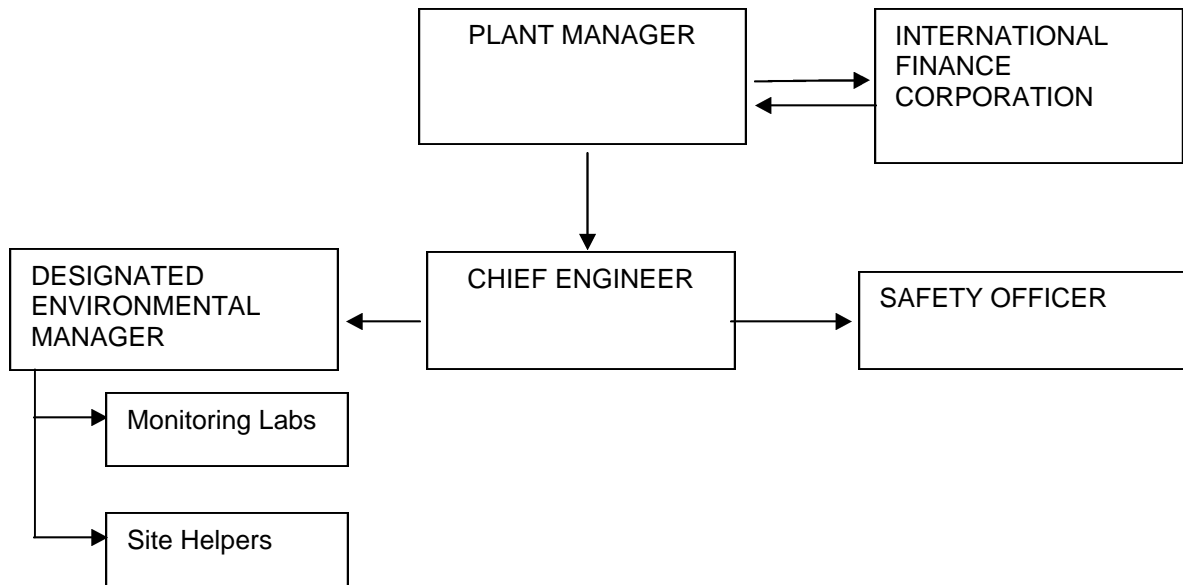 PLANT MANAGER
INTERNATIONAL
FINANCE
CORPORATION
DESIGNATED
ENVIRONMENTAL
MANAGER
CHIEF ENGINEER
SAFETY OFFICER
Monitoring Labs
Site Helpers